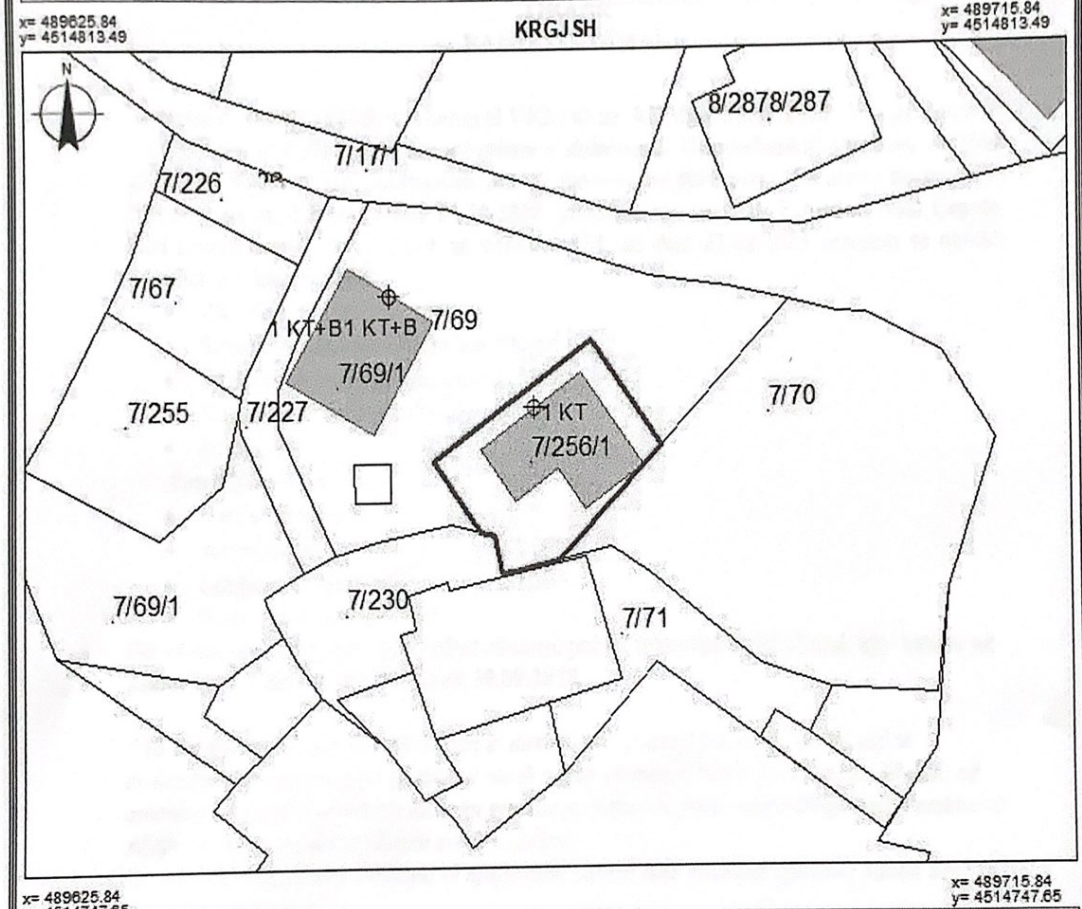 x= 489625.84
y= 4514813.49
KRGJSH
x= 489715.84
y= 4514813.49
N
8/2878/287
7/17/1
7/226
7/67
7/69
1 KT+B1 KT+B
7/69/1
7/70
7/255
7/227
1 KT
7/256/1
7/69/1
7/230
7/71
x= 489625.84
x= 489715.84
y= 4514747.65